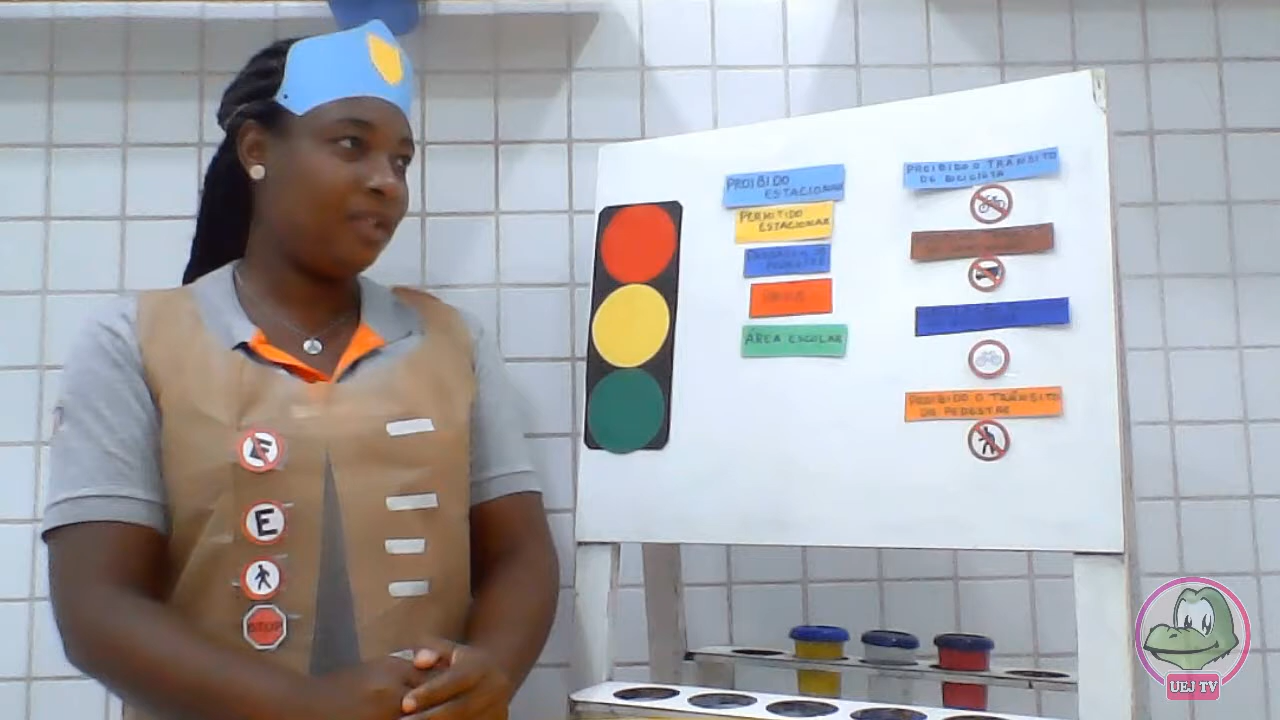 PROIBIDO
ESTACIONAR
PERMITIDO
ESTACIONAR
ÁREA ESCOLAR
PROIBIDO O TRÂNSITO
DE BICICLETA
PROIBIDO O TRÂNSITO
DE PEDESTRE
E
E
STOP
UEJ TV